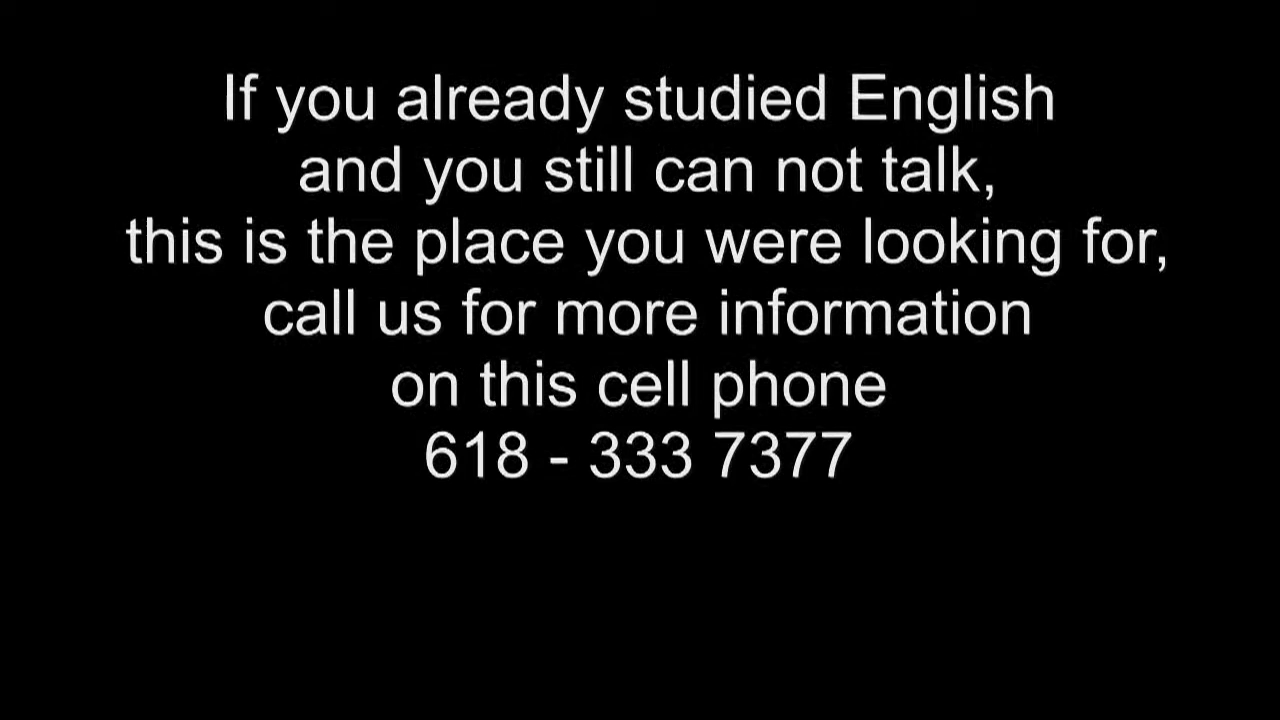 If you already studied English
and you still can not talk,
this is the place you were looking for,
call us for more information
on this cell phone
618 - 333 7377